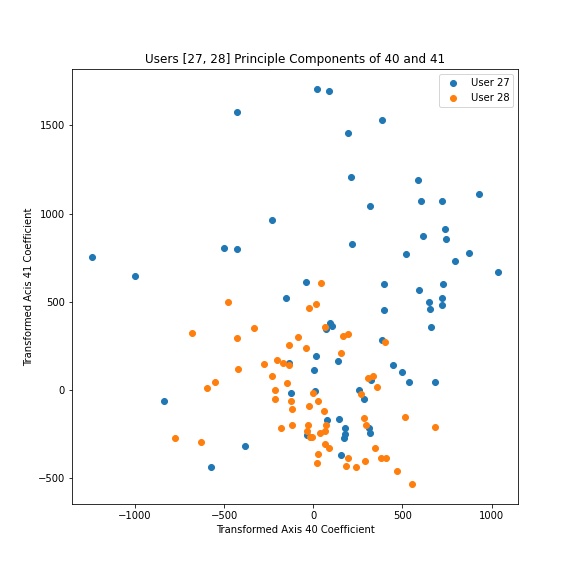 Users [27, 28] Principle Components of 40 and 41
User 27
User 28
Transformed Acis 41 Coefficient
1500
1000
500
0
−500
−1000
−500
0
500
1000
Transformed Axis 40 Coefficient